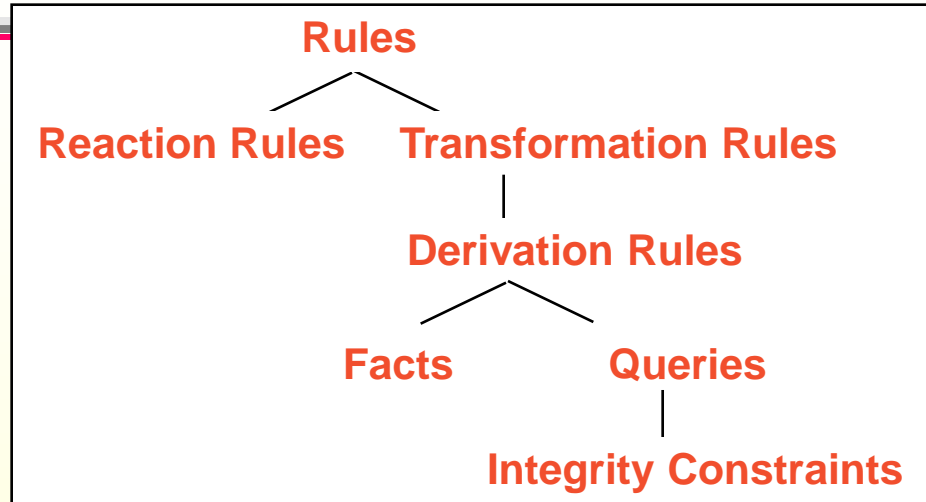 Rules
Reaction Rules Transformation Rules
Derivation Rules
Facts Queries
Integrity Constraints